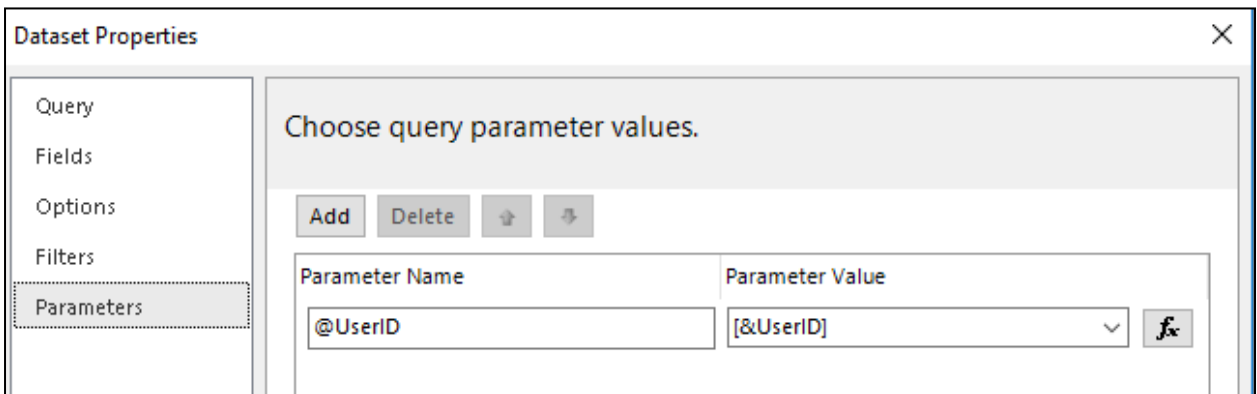 Dataset Properties
Query
Fields
Options
Filters
Parameters
Choose query parameter values.
Add Delete
Parameter Name Parameter Value
@UserID [&UserID] fx